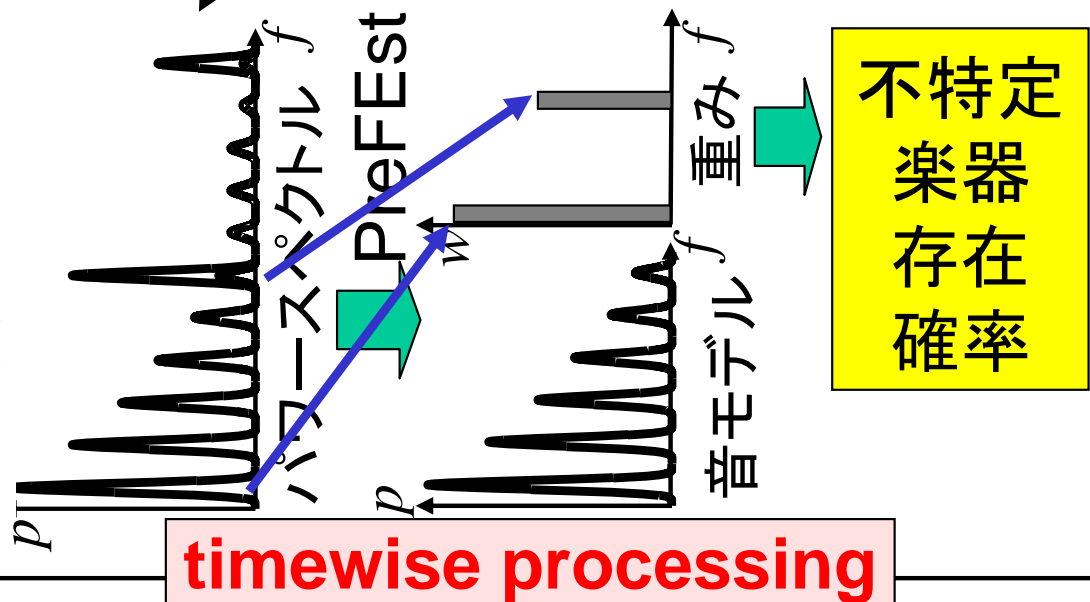 p
パワースペクトル
f
PreFEst
w
重み
f
p
音モデル
f
不特定
楽器
存在
確率
timewise processing